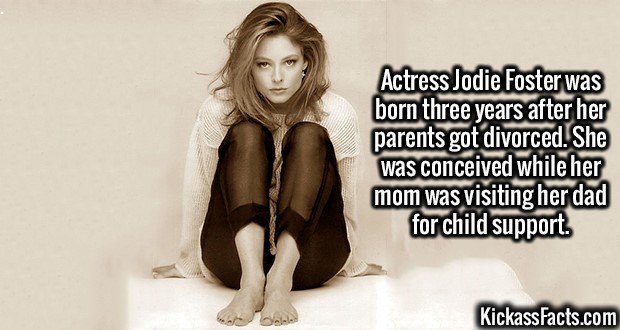 Actress Jodie Foster was
born three years after her
parents got divorced. She
was conceived while her
mom was visiting her dad
for child support.
KickassFacts.com